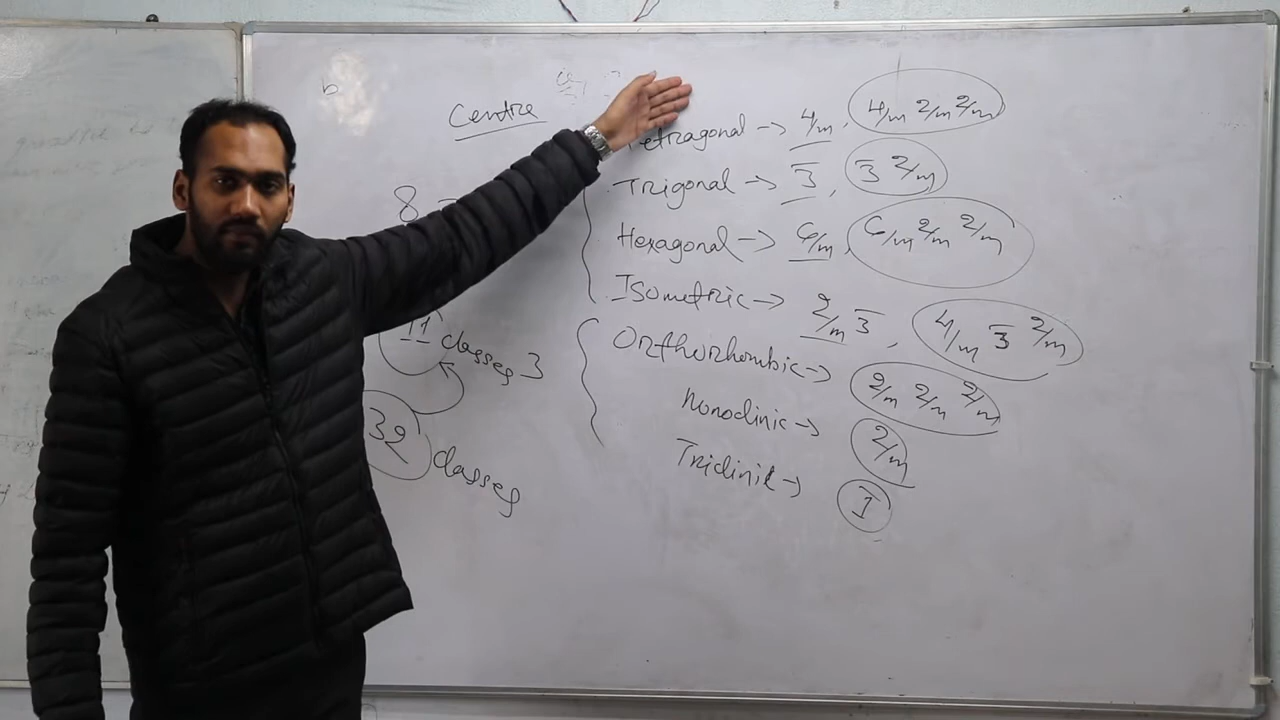 b
Centre
8
11 classes 3
32 classes
Tetragonal → 4/m, 4/m 2/m 2/m
Trigonal → 3̅, 3̅ 2/m
Hexagonal → 6/m, 6/m 2/m 2/m
Isometric → 2/m 3̅, 4/m 3̅ 2/m
Orthorhombic → 2/m 2/m 2/m
Monoclinic → 2/m
Triclinic → 1̅